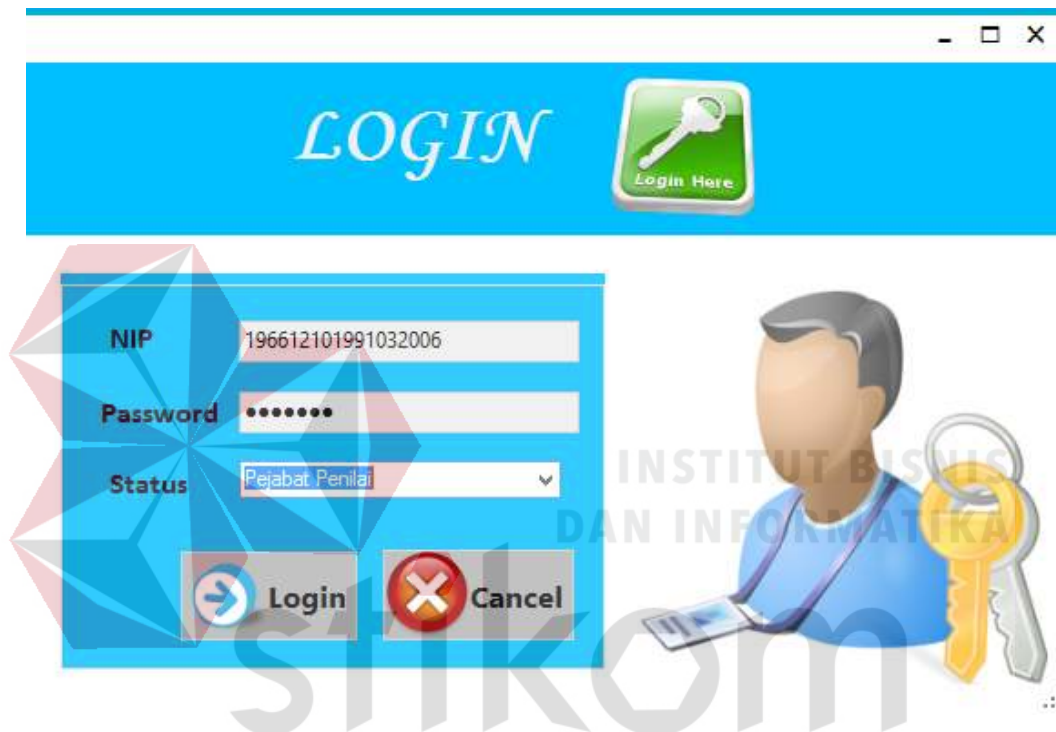 LOGIN
Login Here
NIP 196612101991032006
Password •••••••
Status Pejabat Penilai
INSTITUT BISNIS
DAN INFORMATIKA
Login Cancel
stikom